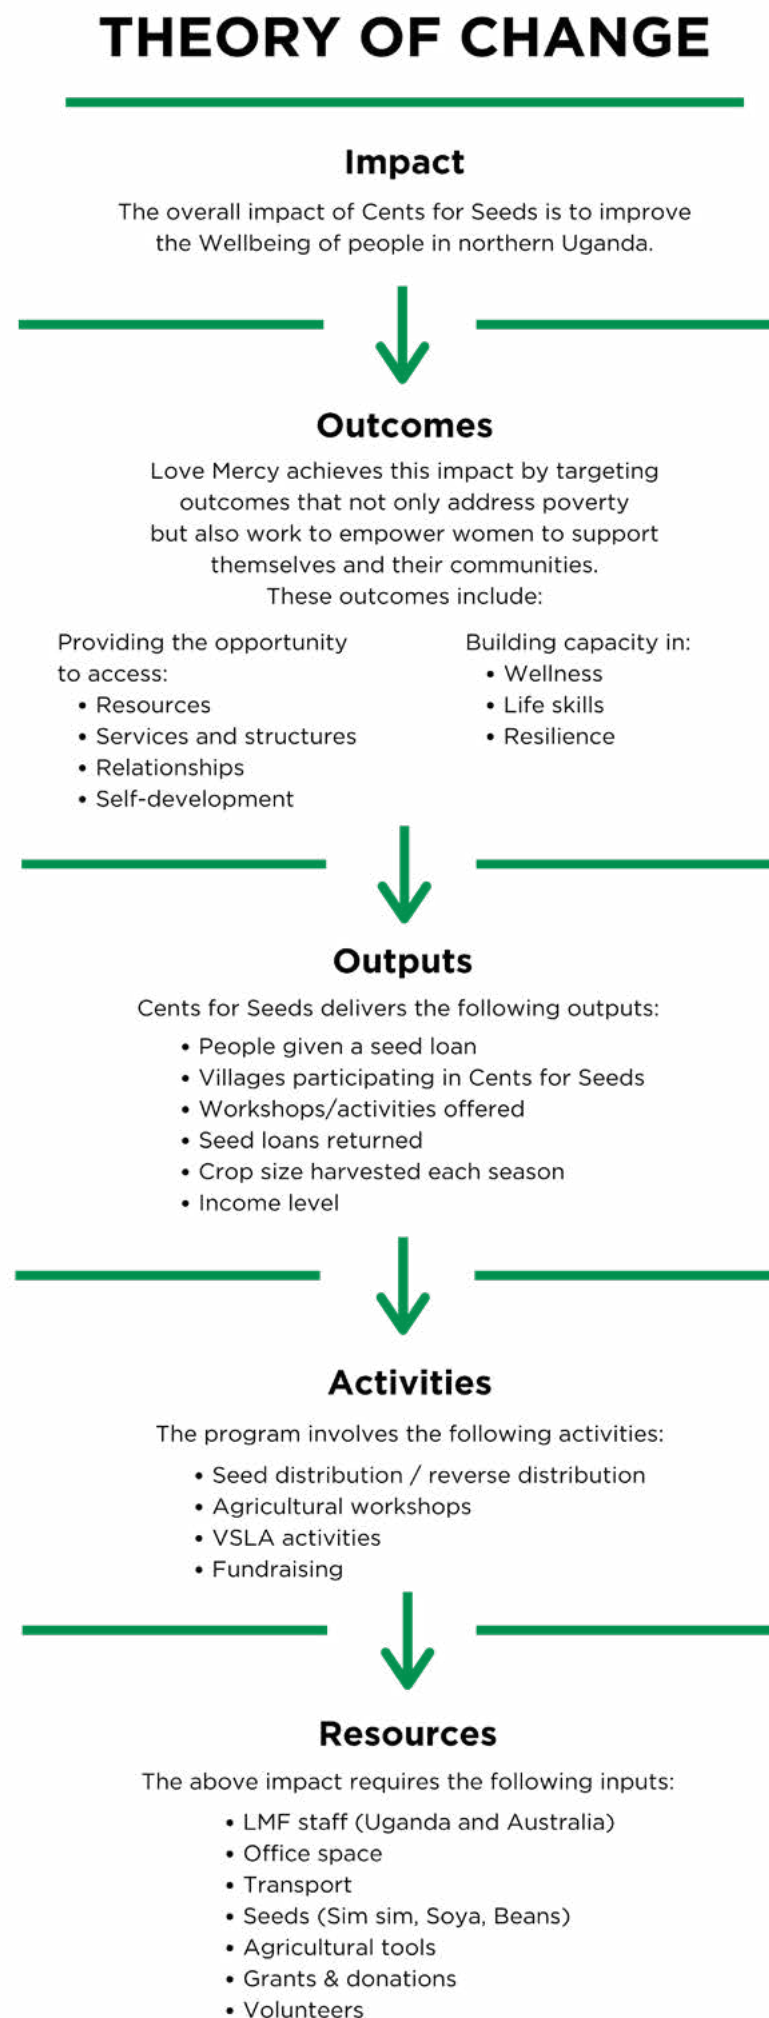 THEORY OF CHANGE
Impact
The overall impact of Cents for Seeds is to improve
the Wellbeing of people in northern Uganda.
Outcomes
Love Mercy achieves this impact by targeting
outcomes that not only address poverty
but also work to empower women to support
themselves and their communities.
These outcomes include:
Providing the opportunity
to access:
• Resources
• Services and structures
• Relationships
• Self-development
Building capacity in:
• Wellness
• Life skills
• Resilience
Outputs
Cents for Seeds delivers the following outputs:
• People given a seed loan
• Villages participating in Cents for Seeds
• Workshops/activities offered
• Seed loans returned
• Crop size harvested each season
• Income level
Activities
The program involves the following activities:
• Seed distribution / reverse distribution
• Agricultural workshops
• VSLA activities
• Fundraising
Resources
The above impact requires the following inputs:
• LMF staff (Uganda and Australia)
• Office space
• Transport
• Seeds (Sim sim, Soya, Beans)
• Agricultural tools
• Grants & donations
• Volunteers